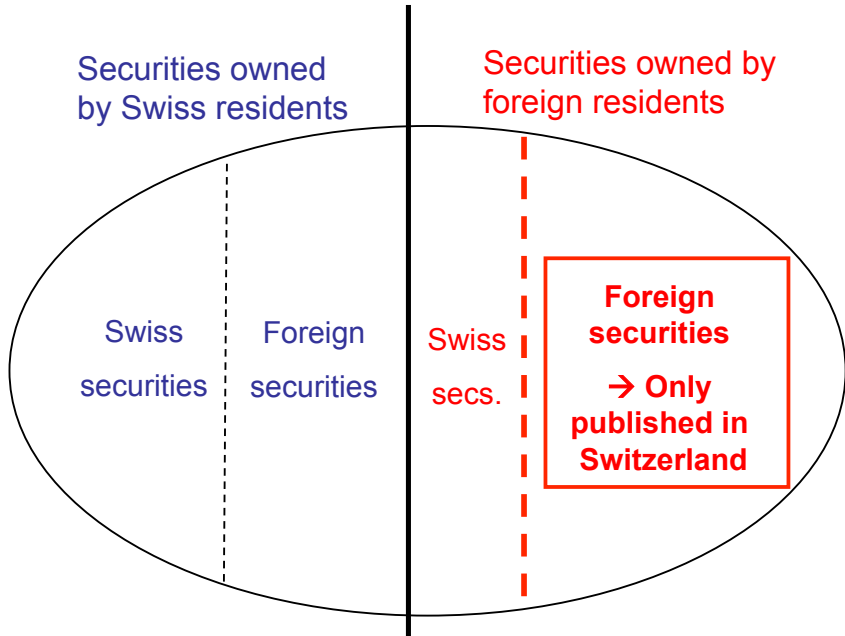 Securities owned
by Swiss residents
Securities owned by
foreign residents
Swiss
securities
Foreign
securities
Swiss
secs.
Foreign
securities
→ Only
published in
Switzerland